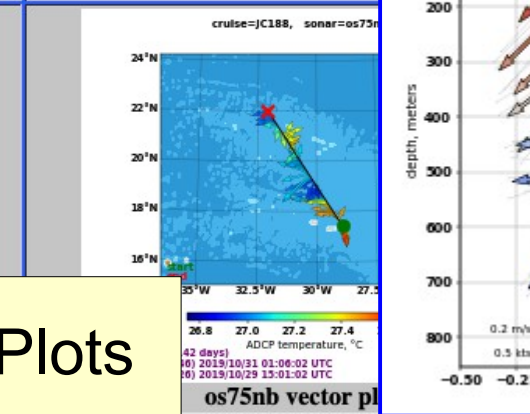 cruise=JC188, sonar=os75n
24°N
22°N
20°N
18°N
16°N
start
35°W 32.5°W 30°W 27.5
26.8 27.0 27.2 27.4
ADCP temperature, °C
42 days)
46) 2019/10/31 01:06:02 UTC
26) 2019/10/29 15:01:02 UTC
os75nb vector pl
Plots
200
300
400
500
600
700
800
depth, meters
0.2 m/s
0.5 kts
−0.50 −0.2